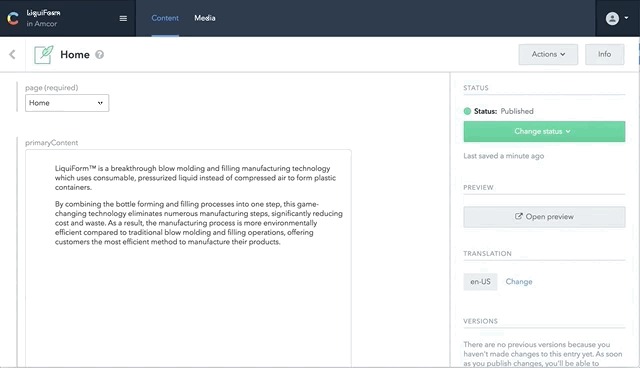 LiquiForm
in Amcor
Content
Media
Home
Actions
Info
page (required)
Home
primaryContent
LiquiForm™ is a breakthrough blow molding and filling manufacturing technology
which uses consumable, pressurized liquid instead of compressed air to form plastic
containers.
By combining the bottle forming and filling processes into one step, this game-
changing technology eliminates numerous manufacturing steps, significantly reducing
cost and waste. As a result, the manufacturing process is more environmentally
efficient compared to traditional blow molding and filling operations, offering
customers the most efficient method to manufacture their products.
STATUS
Status: Published
Change status
Last saved a minute ago
PREVIEW
Open preview
TRANSLATION
en-US
Change
VERSIONS
There are no previous versions because you
haven't made changes to this entry yet. As soon
as you publish changes, you'll be able to